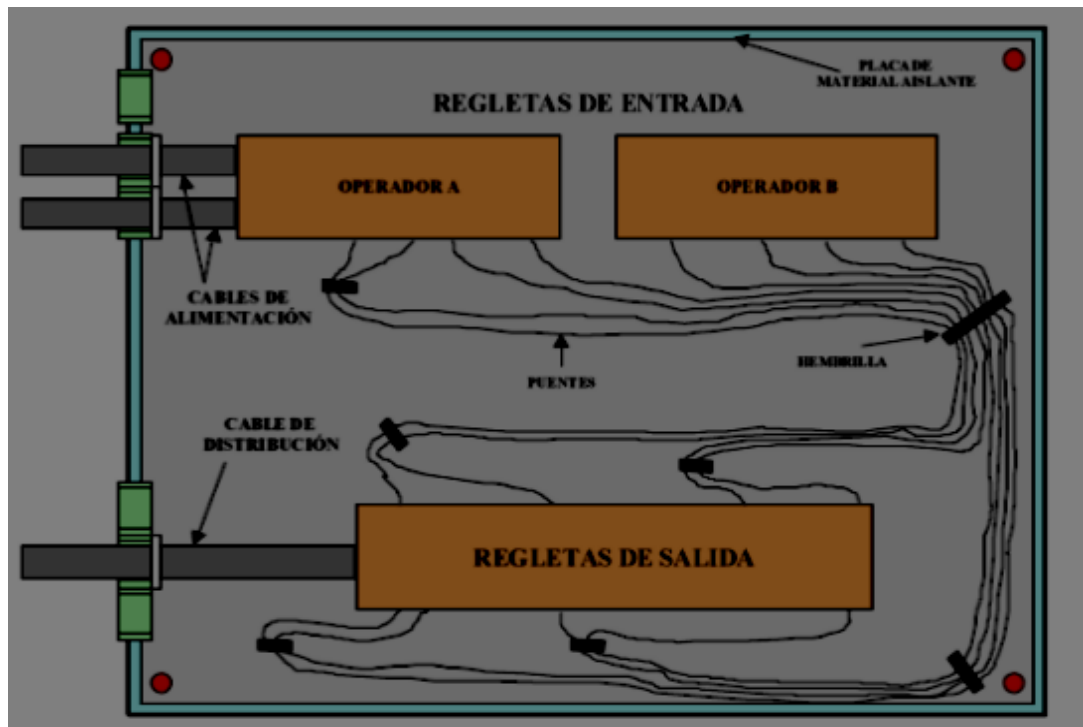 PLACA DE
MATERIAL AISLANTE
REGLETAS DE ENTRADA
OPERADOR A
OPERADOR B
CABLES DE
ALIMENTACIÓN
HEMBRILLA
PUENTES
CABLE DE
DISTRIBUCIÓN
REGLETAS DE SALIDA